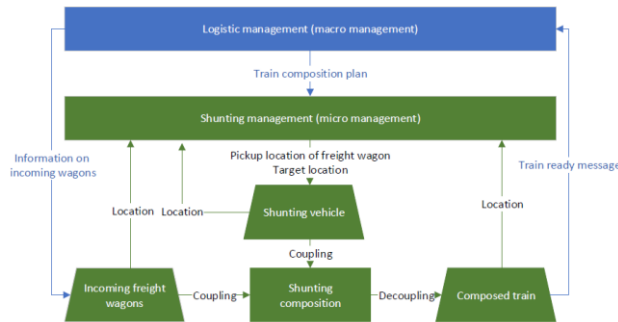 Logistic management (macro management)
Train composition plan
Shunting management (micro management)
Information on
incoming wagons
Pickup location of freight wagon
Target location
Train ready message
Location
Location
Shunting vehicle
Location
Coupling
Incoming freight
wagons
Coupling
Shunting
composition
Decoupling
Composed train